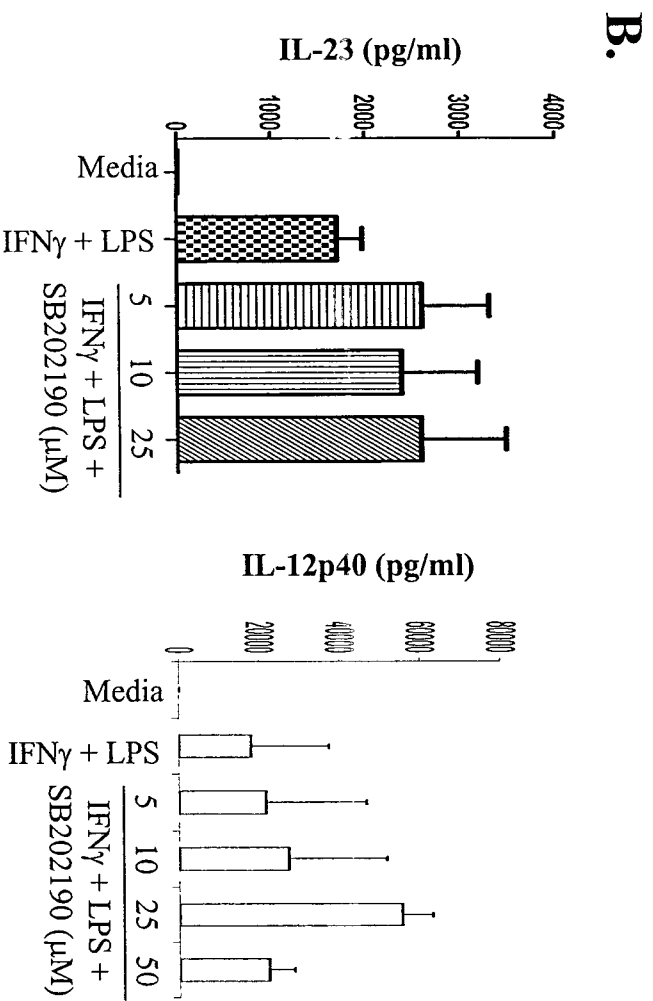 B.
IL-23 (pg/ml)
4000
3000
2000
1000
0
Media
IFNγ + LPS
5
10
25
IFNγ + LPS +
SB202190 (μM)
IL-12p40 (pg/ml)
80000
60000
40000
20000
0
Media
IFNγ + LPS
5
10
25
50
IFNγ + LPS +
SB202190 (μM)